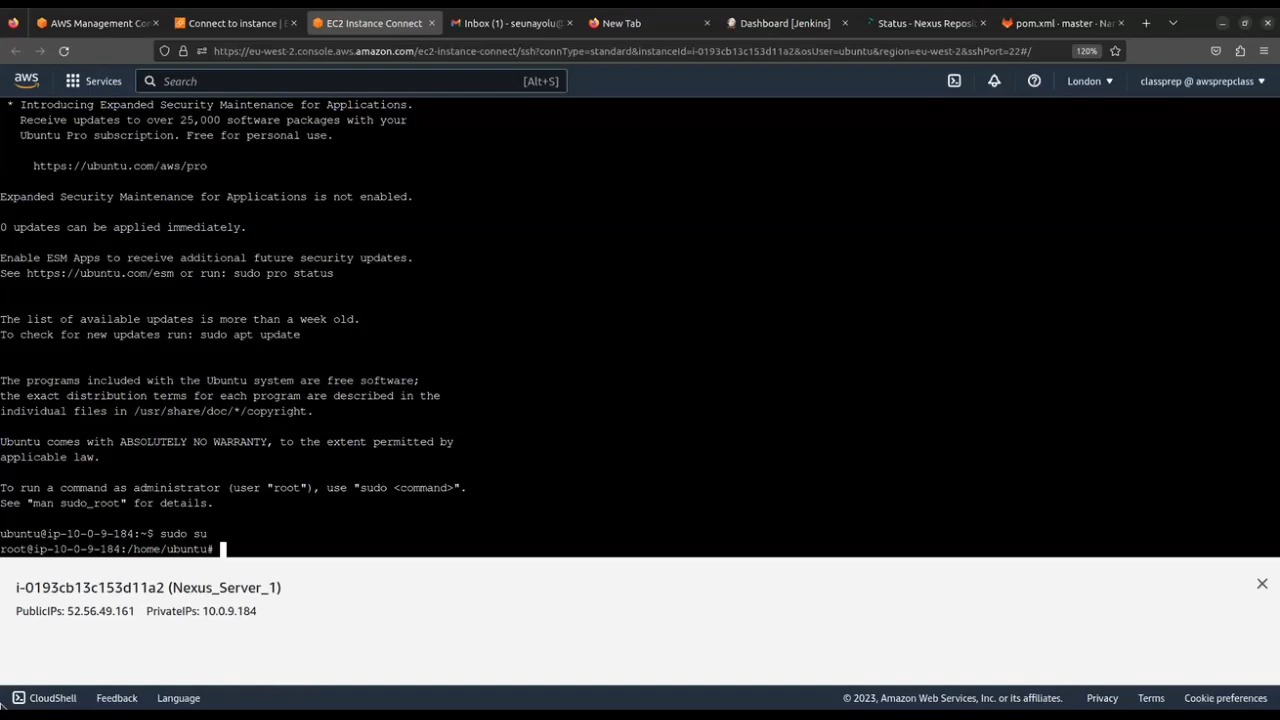 AWS Management Co
Connect to instance | E
EC2 Instance Connect
Inbox (1) - seunayolu@
New Tab
Dashboard [Jenkins]
Status - Nexus Reposi
pom.xml · master · Na
https://eu-west-2.console.aws.amazon.com/ec2-instance-connect/ssh?connType=standard&instanceId=i-0193cb13c153d11a2&osUser=ubuntu&region=eu-west-2&sshPort=22#/
120%
aws
Services
Search
[Alt+S]
London
classprep @ awsprepclass
* Introducing Expanded Security Maintenance for Applications.
Receive updates to over 25,000 software packages with your
Ubuntu Pro subscription. Free for personal use.
https://ubuntu.com/aws/pro
Expanded Security Maintenance for Applications is not enabled.
0 updates can be applied immediately.
Enable ESM Apps to receive additional future security updates.
See https://ubuntu.com/esm or run: sudo pro status
The list of available updates is more than a week old.
To check for new updates run: sudo apt update
The programs included with the Ubuntu system are free software;
the exact distribution terms for each program are described in the
individual files in /usr/share/doc/*/copyright.
Ubuntu comes with ABSOLUTELY NO WARRANTY, to the extent permitted by
applicable law.
To run a command as administrator (user "root"), use "sudo <command>".
See "man sudo_root" for details.
ubuntu@ip-10-0-9-184:~$ sudo su
root@ip-10-0-9-184:/home/ubuntu#
i-0193cb13c153d11a2 (Nexus_Server_1)
PublicIPs: 52.56.49.161 PrivateIPs: 10.0.9.184
CloudShell
Feedback
Language
© 2023, Amazon Web Services, Inc. or its affiliates.
Privacy
Terms
Cookie preferences